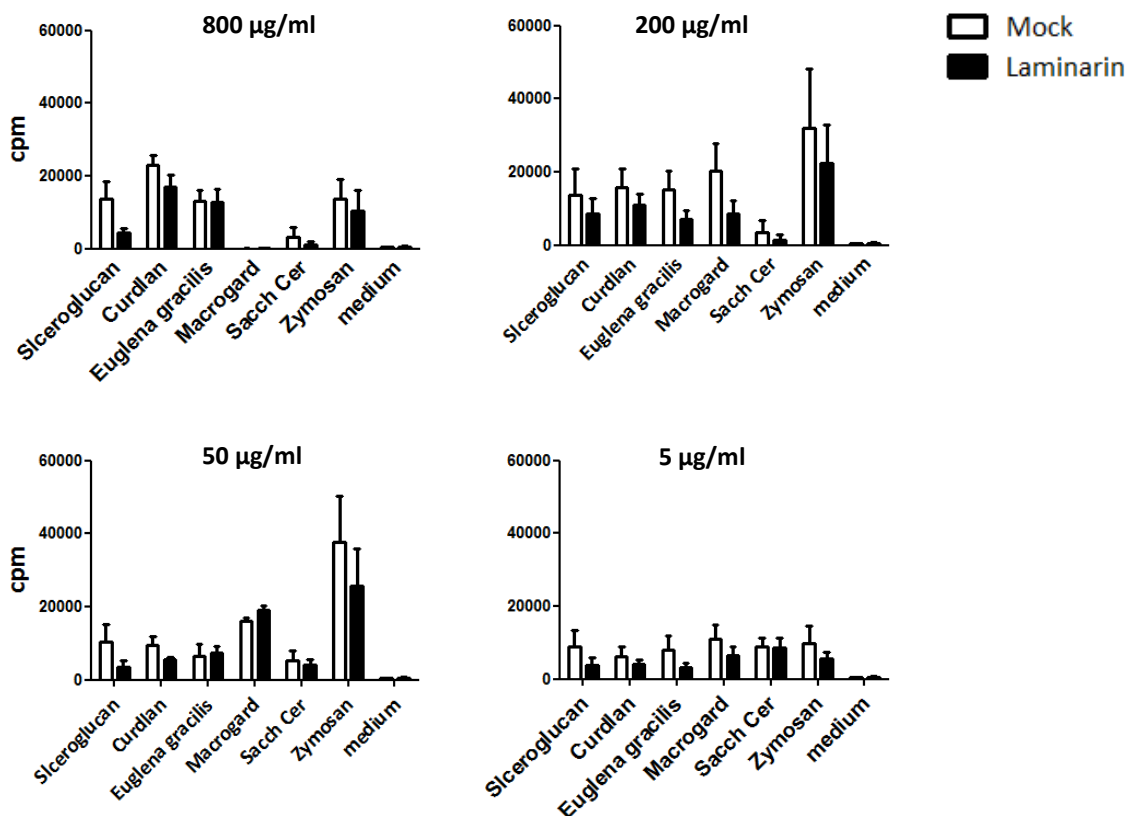 800 µg/ml
60000
40000
20000
0
cpm
Slceroglucan
Curdlan
Euglena gracilis
Macrogard
Sacch Cer
Zymosan
medium
200 µg/ml
60000
40000
20000
0
Slceroglucan
Curdlan
Euglena gracilis
Macrogard
Sacch Cer
Zymosan
medium
Mock
Laminarin
50 µg/ml
60000
40000
20000
0
cpm
Slceroglucan
Curdlan
Euglena gracilis
Macrogard
Sacch Cer
Zymosan
medium
5 µg/ml
60000
40000
20000
0
Slceroglucan
Curdlan
Euglena gracilis
Macrogard
Sacch Cer
Zymosan
medium